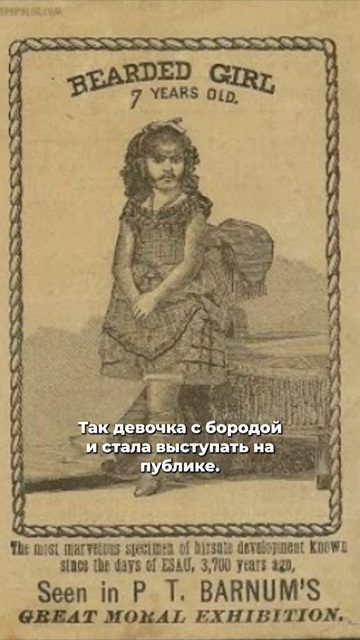 BEARDED GIRL
7 YEARS OLD.
Так девочка с бородой
и стала выступать на
публике.
The most marvelous specimen of hirsute development known
since the days of ESAU, 3,700 years ago,
Seen in P. T. BARNUM'S
GREAT MORAL EXHIBITION.